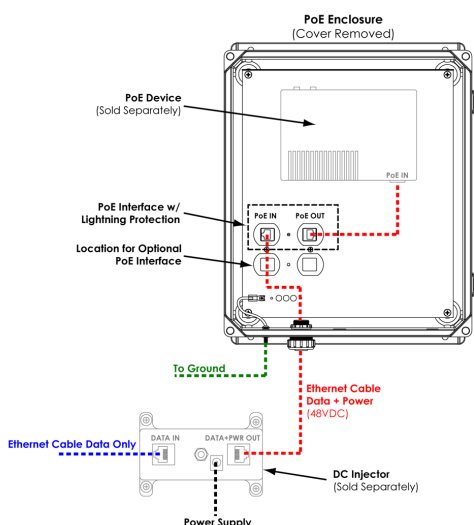 PoE Enclosure
(Cover Removed)
PoE Device
(Sold Separately)
PoE IN
PoE Interface w/
Lightning Protection
PoE IN
PoE OUT
Location for Optional
PoE Interface
To Ground
Ethernet Cable
Data + Power
(48VDC)
Ethernet Cable Data Only
DATA IN
DATA+PWR OUT
DC Injector
(Sold Separately)
Power Supply